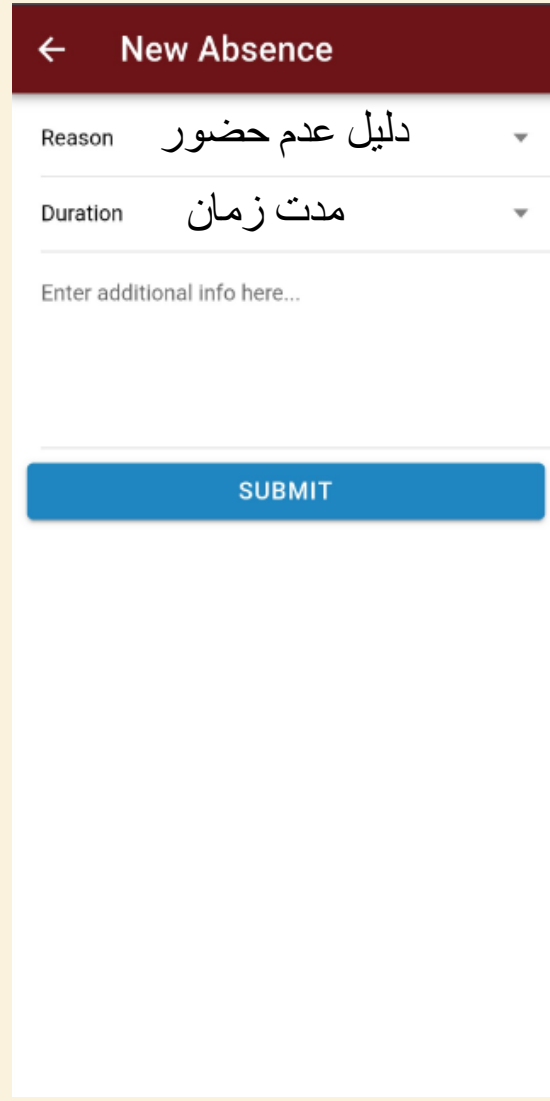 ← New Absence
Reason دلیل عدم حضور
Duration مدت زمان
Enter additional info here...
SUBMIT